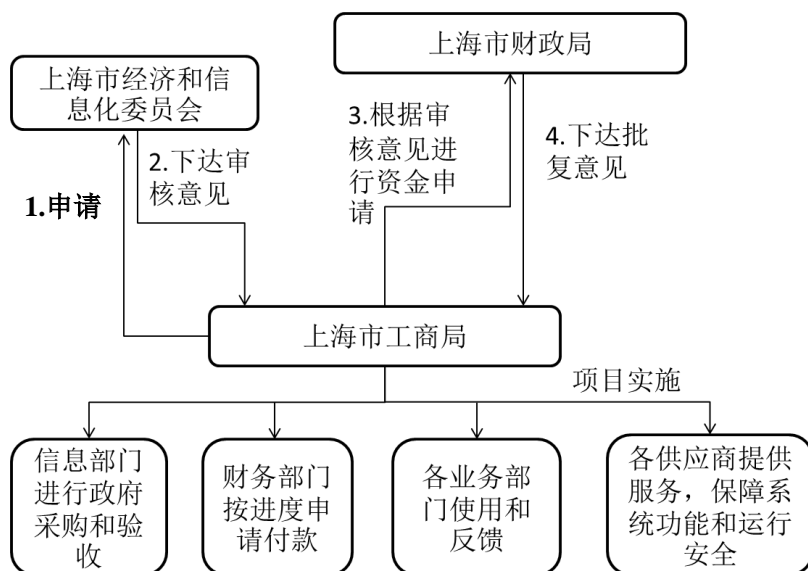 上海市财政局
上海市经济和信
息化委员会
3.根据审
核意见进
行资金申
请
4.下达批
复意见
2.下达审
核意见
1.申请
上海市工商局
项目实施
信息部门
进行政府
采购和验
收
财务部门
按进度申
请付款
各业务部
门使用和
反馈
各供应商提供
服务，保障系
统功能和运行
安全